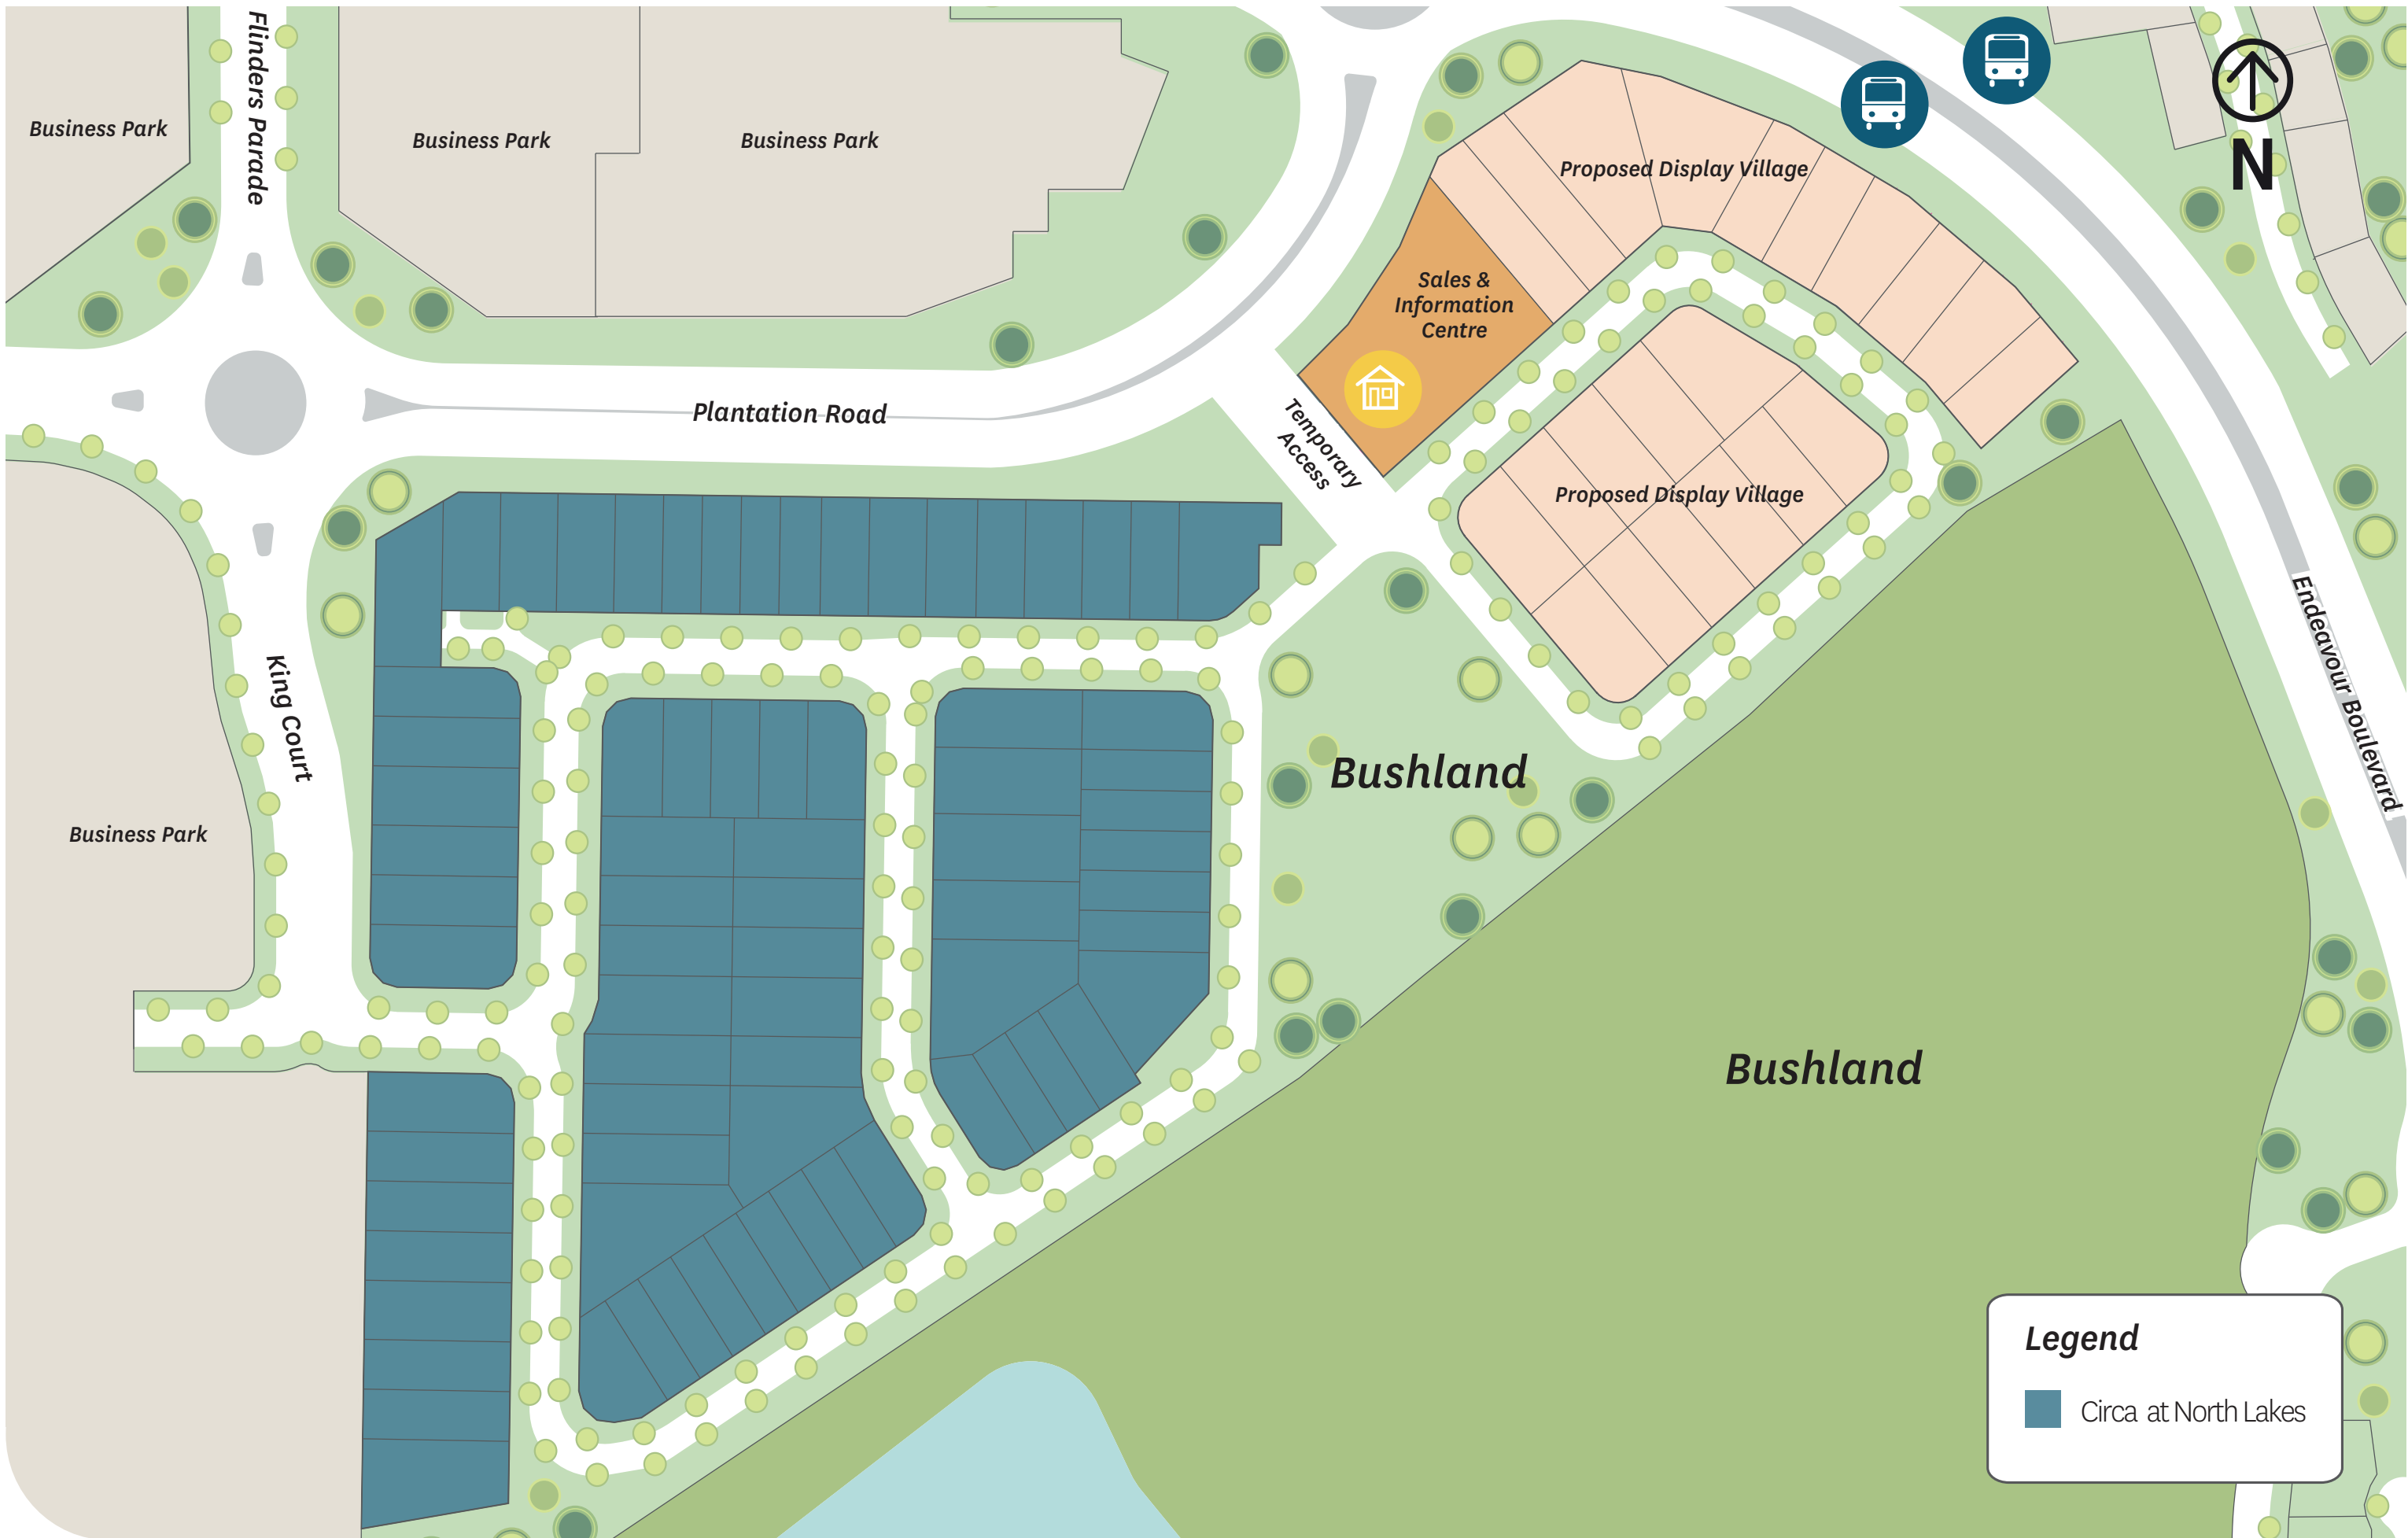 Flinders Parade
Business Park
Business Park
Business Park
Proposed Display Village
N
Sales &
Information
Centre
Temporary
Access
Plantation Road
Proposed Display Village
Endeavour Boulevard
King Court
Bushland
Business Park
Bushland
Legend
Circa at North Lakes